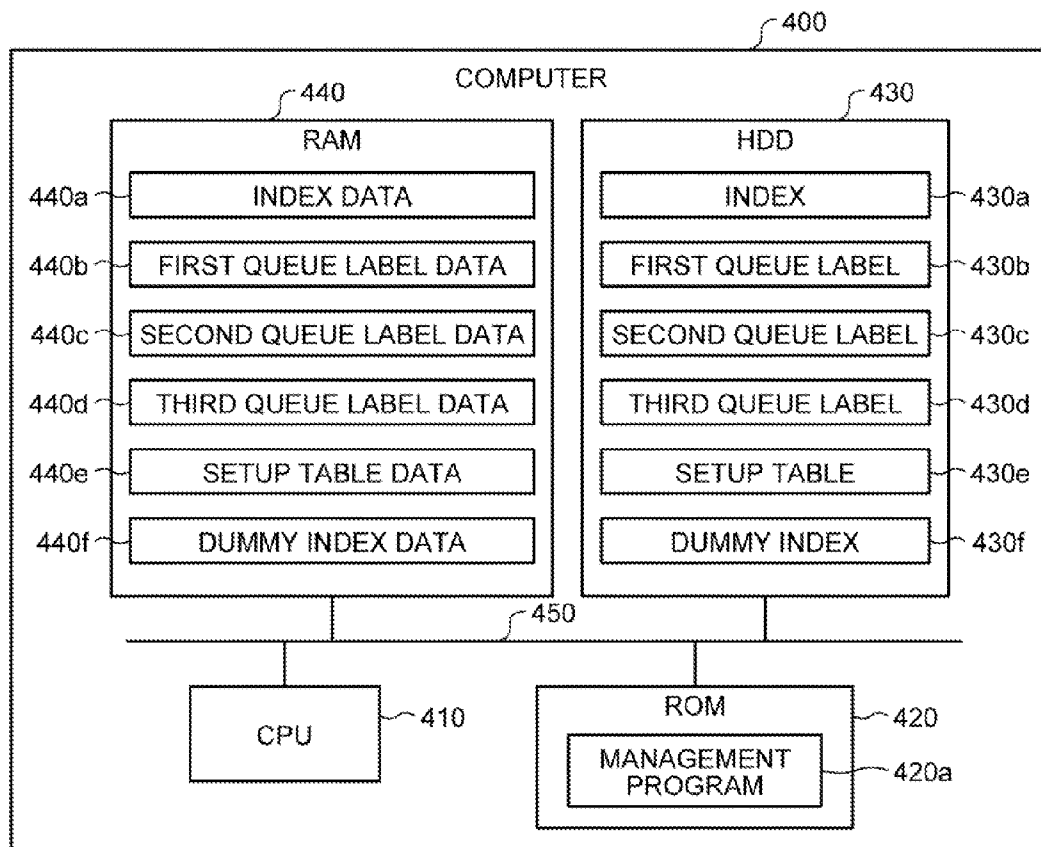 400
COMPUTER
440
430
RAM
HDD
440a
INDEX DATA
INDEX
430a
440b
FIRST QUEUE LABEL DATA
FIRST QUEUE LABEL
430b
440c
SECOND QUEUE LABEL DATA
SECOND QUEUE LABEL
430c
440d
THIRD QUEUE LABEL DATA
THIRD QUEUE LABEL
430d
440e
SETUP TABLE DATA
SETUP TABLE
430e
440f
DUMMY INDEX DATA
DUMMY INDEX
430f
450
CPU
410
ROM
420
MANAGEMENT
PROGRAM
420a